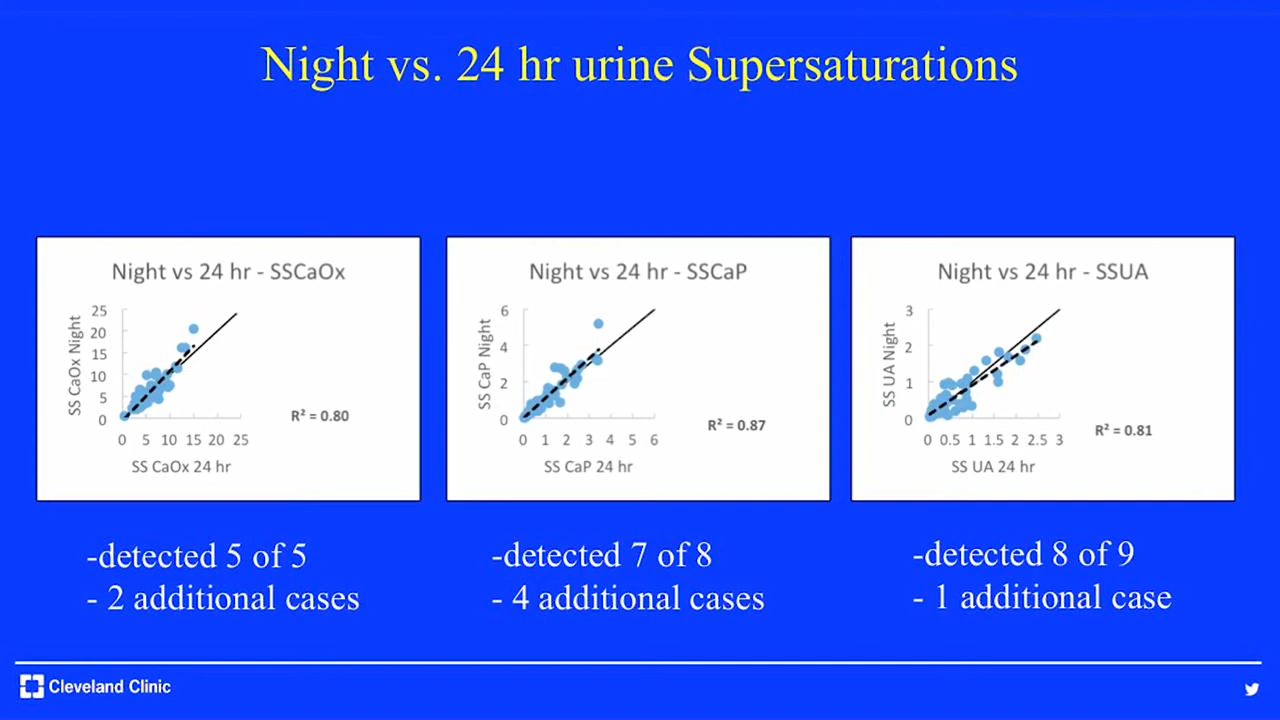 Night vs. 24 hr urine Supersaturations
Night vs 24 hr - SSCaOx
SS CaOx Night
25
20
15
10
5
0
0 5 10 15 20 25
SS CaOx 24 hr
R² = 0.80
Night vs 24 hr - SSCaP
SS CaP Night
6
4
2
0
0 1 2 3 4 5 6
SS CaP 24 hr
R² = 0.87
Night vs 24 hr - SSUA
SS UA Night
3
2
1
0
0 0.5 1 1.5 2 2.5 3
SS UA 24 hr
R² = 0.81
-detected 5 of 5
- 2 additional cases
-detected 7 of 8
- 4 additional cases
-detected 8 of 9
- 1 additional case
Cleveland Clinic